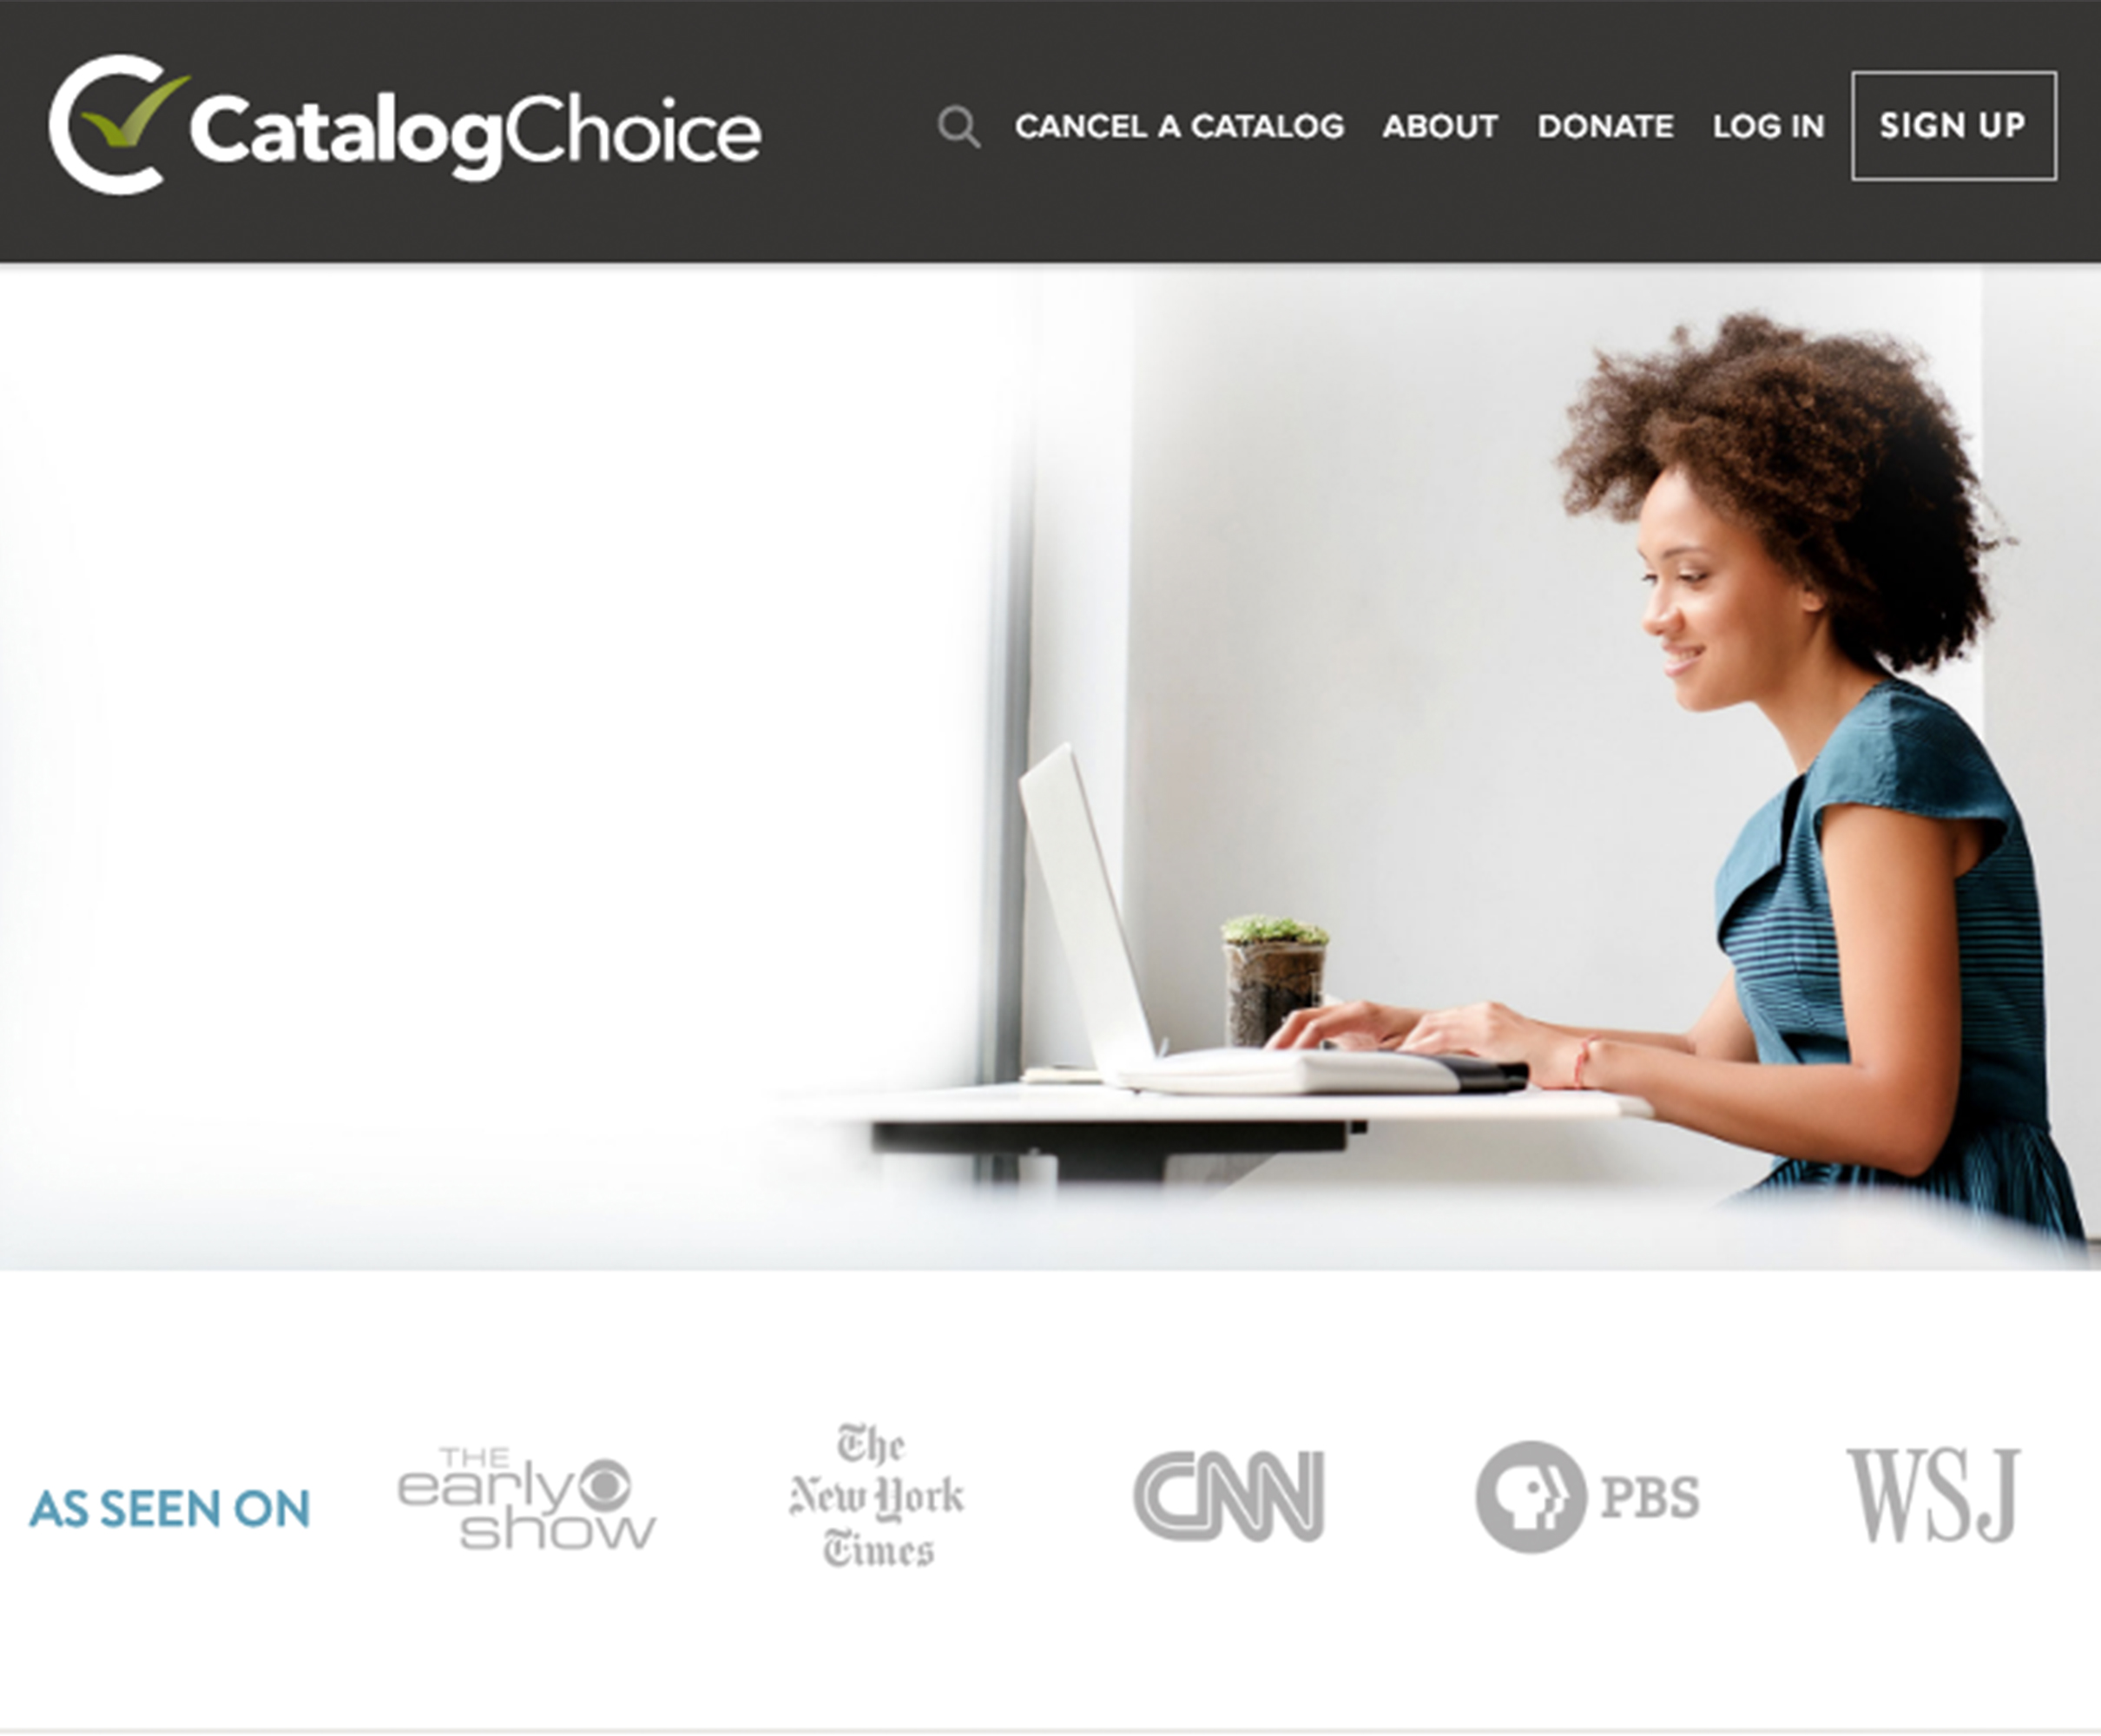 CatalogChoice
CANCEL A CATALOG ABOUT DONATE LOG IN SIGN UP
AS SEEN ON
THE
early
show
The
New York
Times
CNN
PBS
WSJ